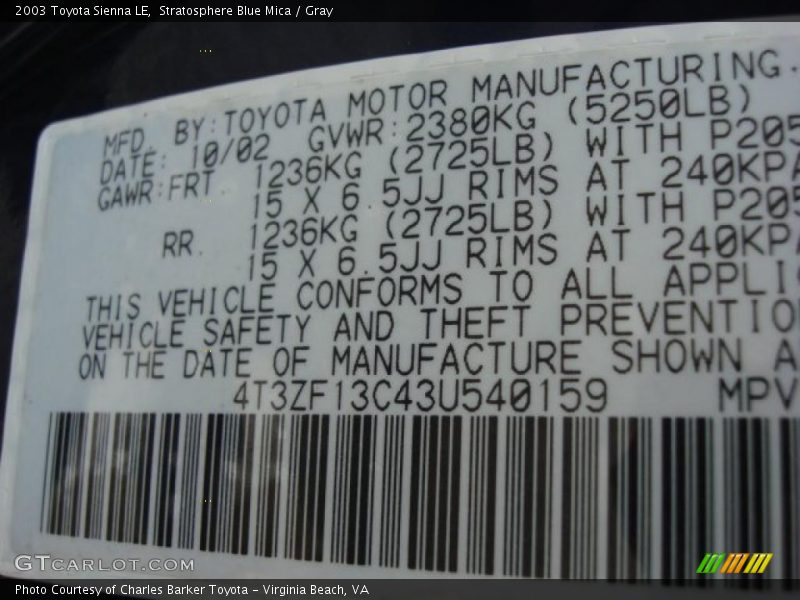 2003 Toyota Sienna LE,  Stratosphere Blue Mica / Gray
MFD. BY:TOYOTA MOTOR MANUFACTURING.
DATE: 10/02 GVWR:2380KG (5250LB)
GAWR:FRT 1236KG (2725LB) WITH P205
15 X 6.5JJ RIMS AT 240KPA
RR. 1236KG (2725LB) WITH P205
15 X 6.5JJ RIMS AT 240KPA
THIS VEHICLE CONFORMS TO ALL APPLI
VEHICLE SAFETY AND THEFT PREVENTIO
ON THE DATE OF MANUFACTURE SHOWN A
4T3ZF13C43U540159 MPV
GTCARLOT.COM
Photo Courtesy of Charles Barker Toyota – Virginia Beach, VA